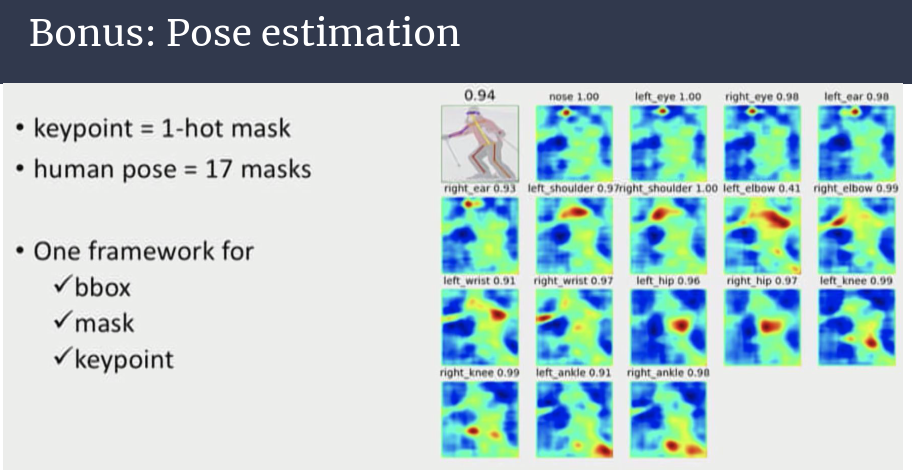 Bonus: Pose estimation
• keypoint = 1-hot mask
• human pose = 17 masks
• One framework for
✓bbox
✓mask
✓keypoint
0.94 nose 1.00 left_eye 1.00 right_eye 0.98 left_ear 0.98
right_ear 0.93 left_shoulder 0.97 right_shoulder 1.00 left_elbow 0.41 right_elbow 0.99
left_wrist 0.91 right_wrist 0.97 left_hip 0.96 right_hip 0.97 left_knee 0.99
right_knee 0.99 left_ankle 0.91 right_ankle 0.98